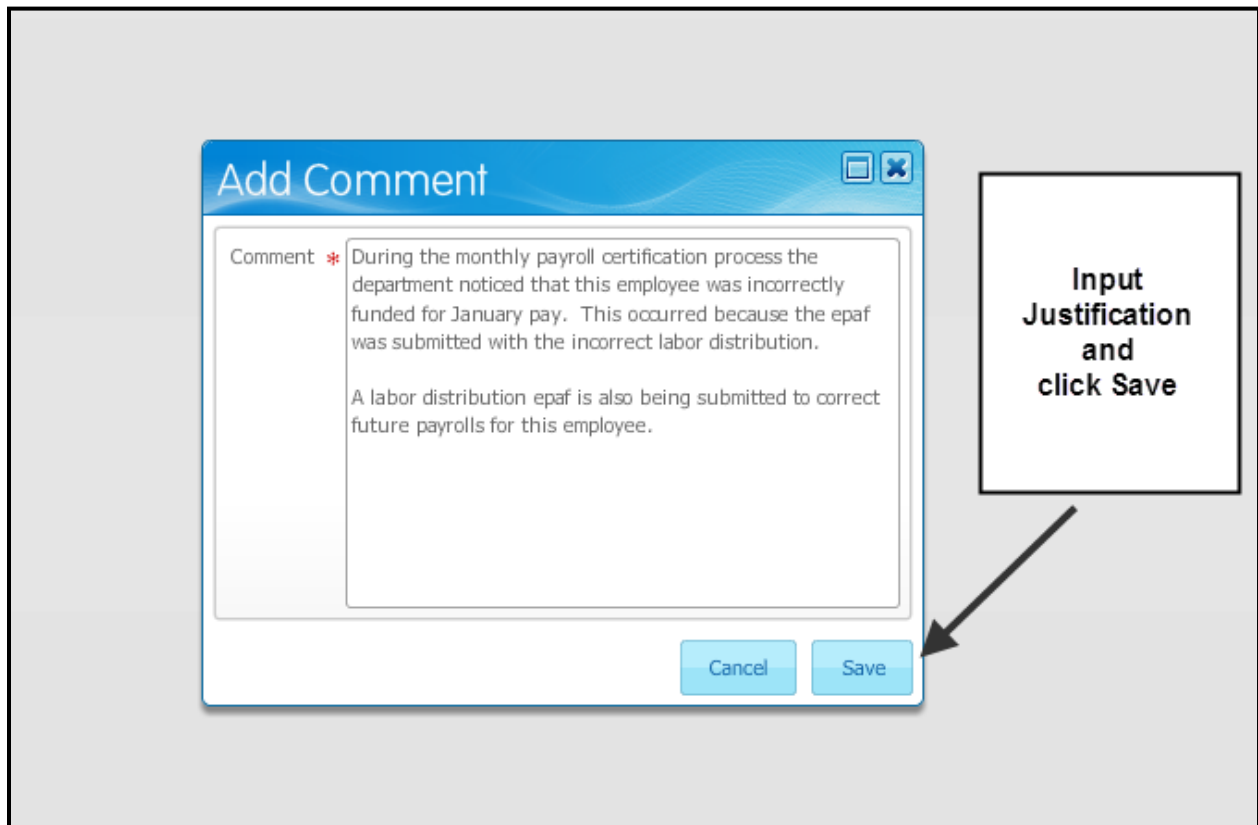 Add Comment
Comment * During the monthly payroll certification process the
department noticed that this employee was incorrectly
funded for January pay.  This occurred because the epaf
was submitted with the incorrect labor distribution.
A labor distribution epaf is also being submitted to correct
future payrolls for this employee.
Cancel
Save
Input
Justification
and
click Save